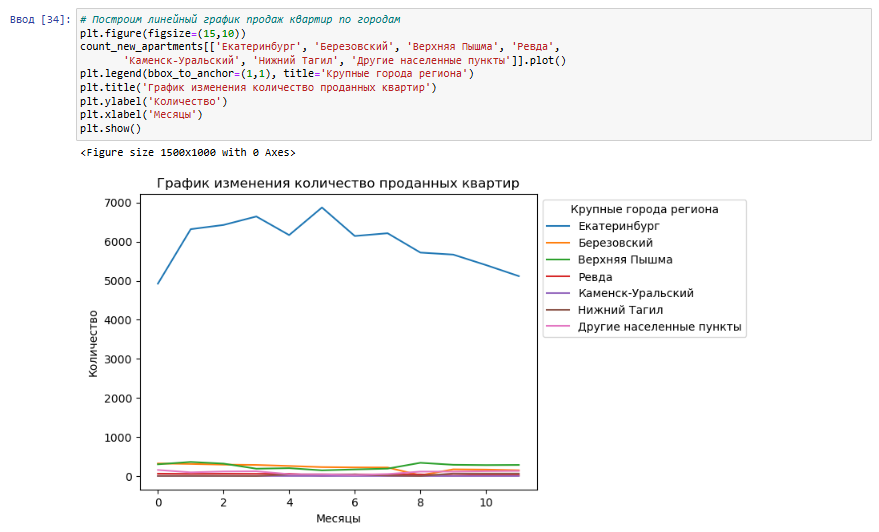 Ввод [34]:
# Построим линейный график продаж квартир по городам
plt.figure(figsize=(15,10))
count_new_apartments[['Екатеринбург', 'Березовский', 'Верхняя Пышма', 'Ревда',
'Каменск-Уральский', 'Нижний Тагил', 'Другие населенные пункты']].plot()
plt.legend(bbox_to_anchor=(1,1), title='Крупные города региона')
plt.title('График изменения количество проданных квартир')
plt.ylabel('Количество')
plt.xlabel('Месяцы')
plt.show()
<Figure size 1500x1000 with 0 Axes>
График изменения количество проданных квартир
7000
6000
5000
4000
3000
2000
1000
0
Количество
0 2 4 6 8 10
Месяцы
Крупные города региона
Екатеринбург
Березовский
Верхняя Пышма
Ревда
Каменск-Уральский
Нижний Тагил
Другие населенные пункты